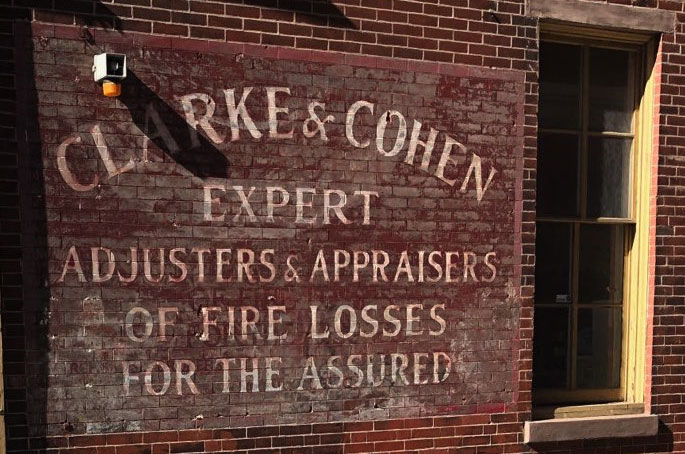 CLARKE & COHEN
EXPERT
ADJUSTERS & APPRAISERS
OF FIRE LOSSES
FOR THE ASSURED